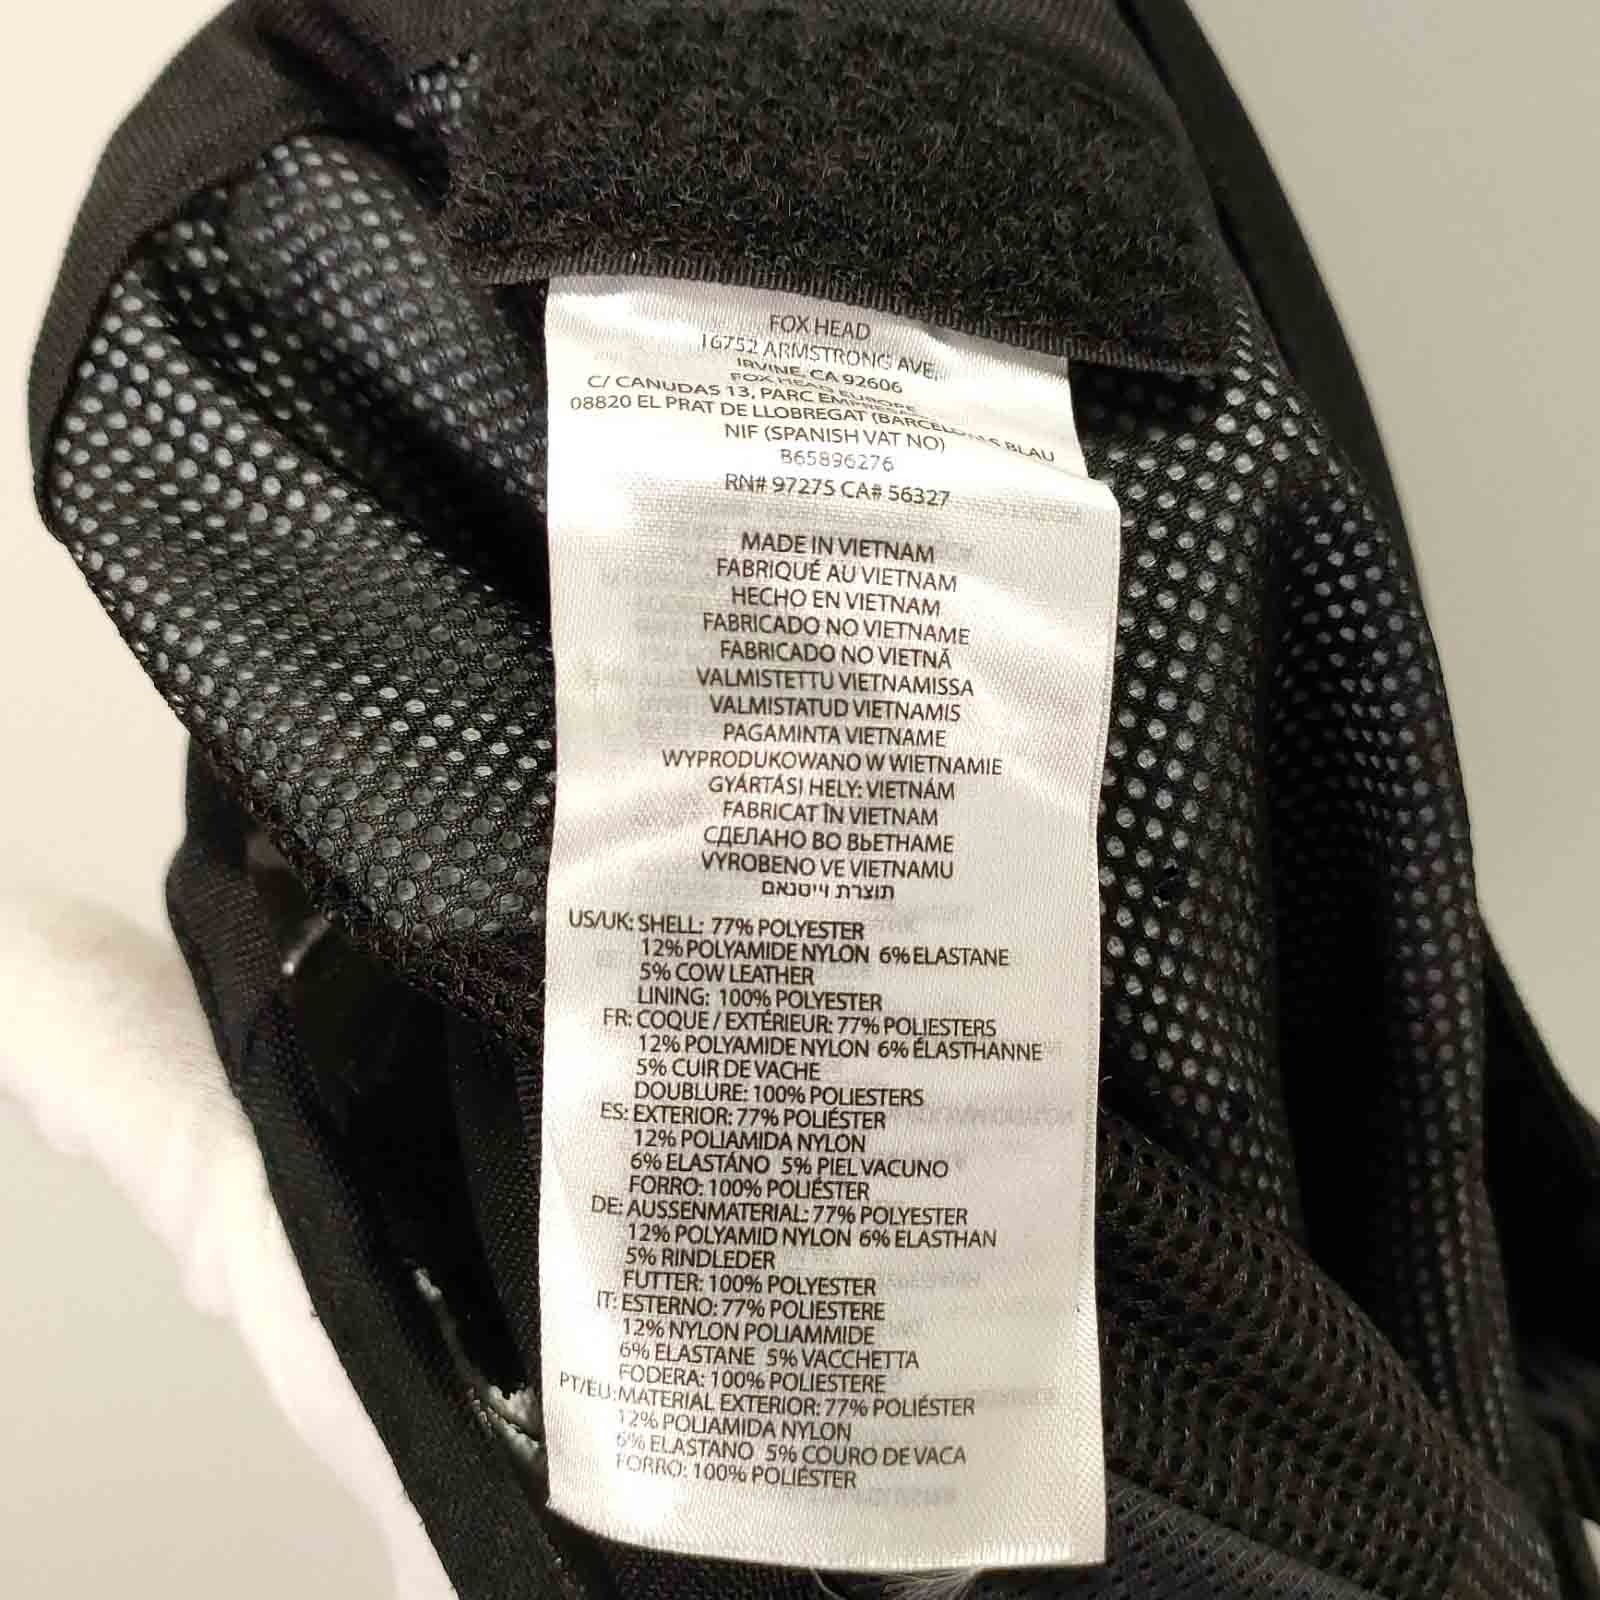 FOX HEAD
16752 ARMSTRONG AVE.
IRVINE, CA 92606
FOX HEAD EUROPE
C/ CANUDAS 13, PARC
08820 EL PRAT DE LLOBREGAT BLAU
NIF (SPANISH VAT NO)
B65896276
RN# 97275 CA# 56327
MADE IN VIETNAM
FABRIQUÉ AU VIETNAM
HECHO EN VIETNAM
FABRICADO NO VIETNAME
FABRICADO NO VIETNÃ
VALMISTETTU VIETNAMISSA
VALMISTATUD VIETNAMIS
PAGAMINTA VIETNAME
WYPRODUKOWANO W WIETNAMIE
GYÁRTÁSI HELY: VIETNÁM
FABRICAT ÎN VIETNAM
СДЕЛАНО ВО ВЬЕТНАМЕ
VYROBENO VE VIETNAMU
תוצרת וייטנאם
US/UK: SHELL: 77% POLYESTER
12% POLYAMIDE NYLON 6% ELASTANE
5% COW LEATHER
LINING: 100% POLYESTER
FR: COQUE / EXTÉRIEUR: 77% POLIESTERS
12% POLYAMIDE NYLON 6% ÉLASTHANNE
5% CUIR DE VACHE
DOUBLURE: 100% POLIESTERS
ES: EXTERIOR: 77% POLIÉSTER
12% POLIAMIDA NYLON
6% ELASTÁNO 5% PIEL VACUNO
FORRO: 100% POLIÉSTER
DE: AUSSENMATERIAL: 77% POLYESTER
12% POLYAMID NYLON 6% ELASTHAN
5% RINDLEDER
FUTTER: 100% POLYESTER
IT: ESTERNO: 77% POLIESTERE
12% NYLON POLIAMMIDE
6% ELASTANE 5% VACCHETTA
FODERA: 100% POLIESTERE
PT/EU: MATERIAL EXTERIOR: 77% POLIÉSTER
12% POLIAMIDA NYLON
6% ELASTANO 5% COURO DE VACA
FORRO: 100% POLIÉSTER